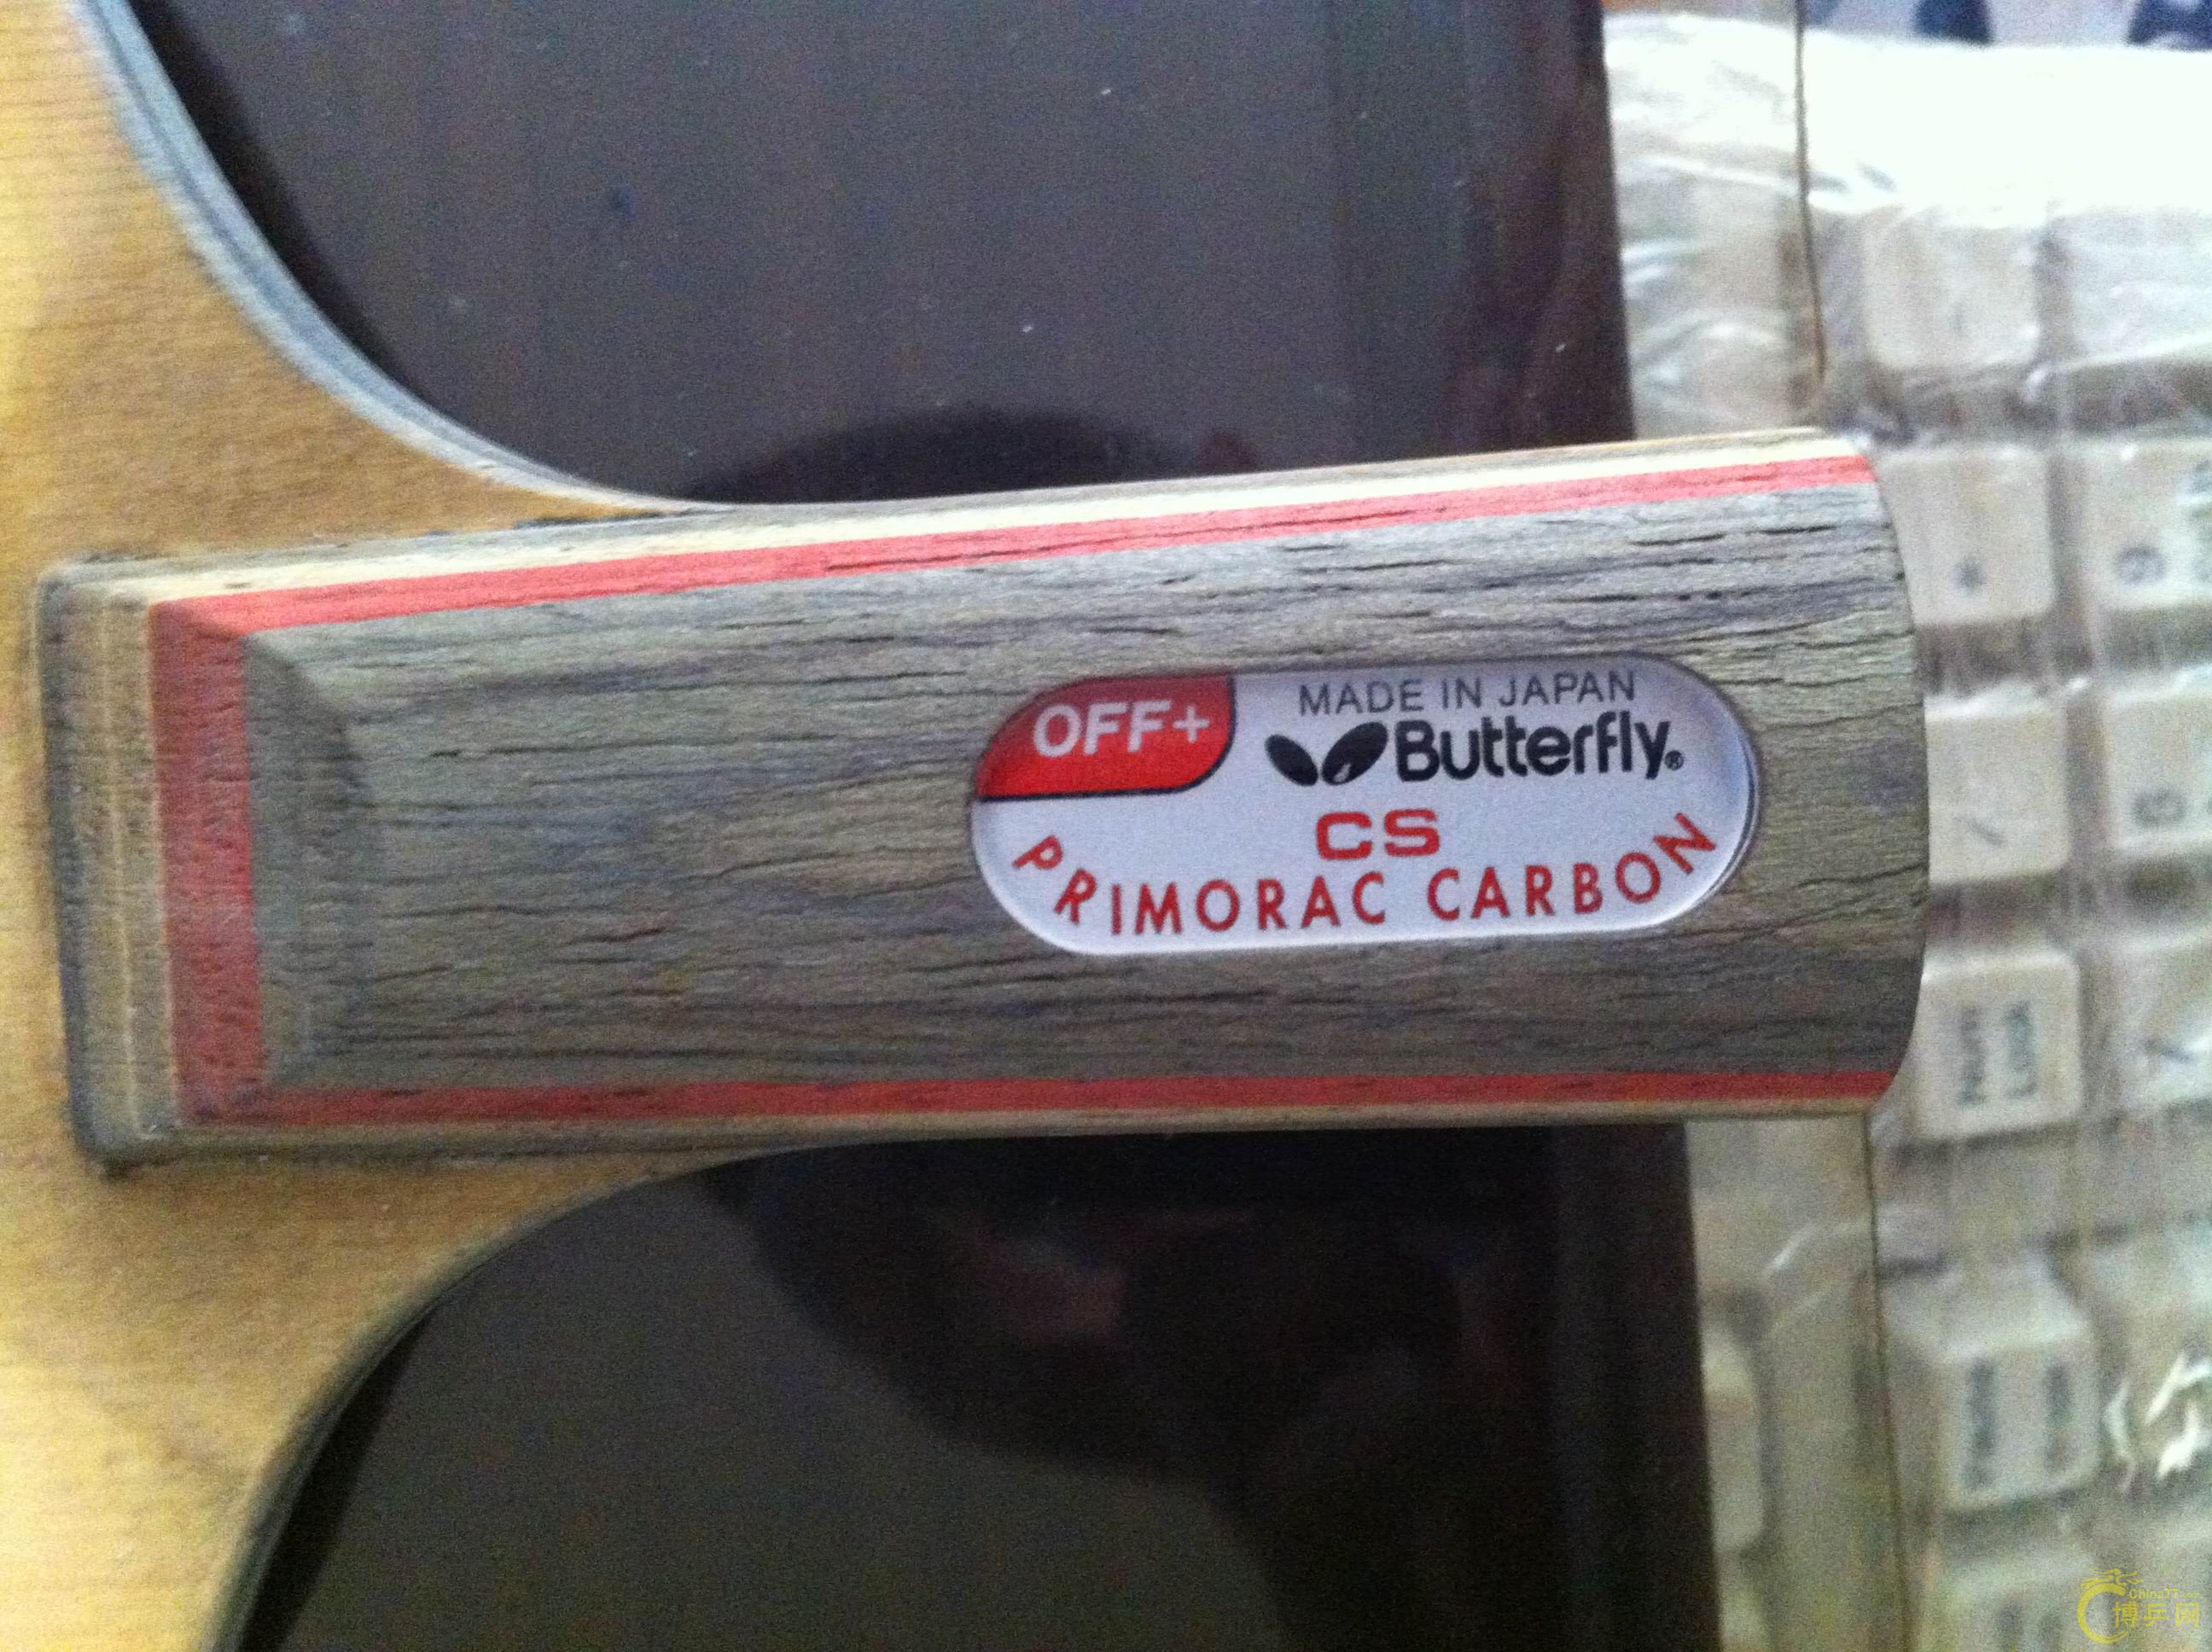 OFF+
MADE IN JAPAN
Butterfly®
CS
PRIMORAC CARBON
博乒网